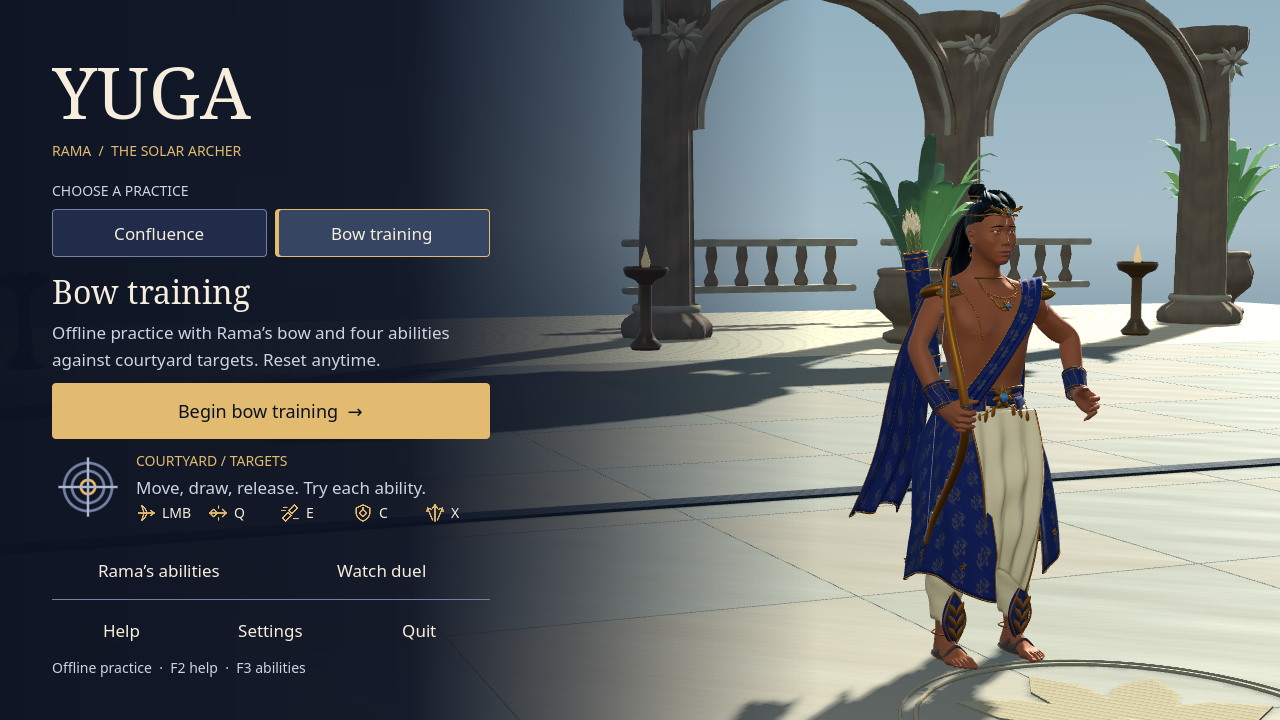 YUGA
RAMA / THE SOLAR ARCHER
CHOOSE A PRACTICE
Confluence
Bow training
Bow training
Offline practice with Rama’s bow and four abilities
against courtyard targets. Reset anytime.
Begin bow training →
COURTYARD / TARGETS
Move, draw, release. Try each ability.
LMB Q E C X
Rama’s abilities
Watch duel
Help
Settings
Quit
Offline practice · F2 help · F3 abilities